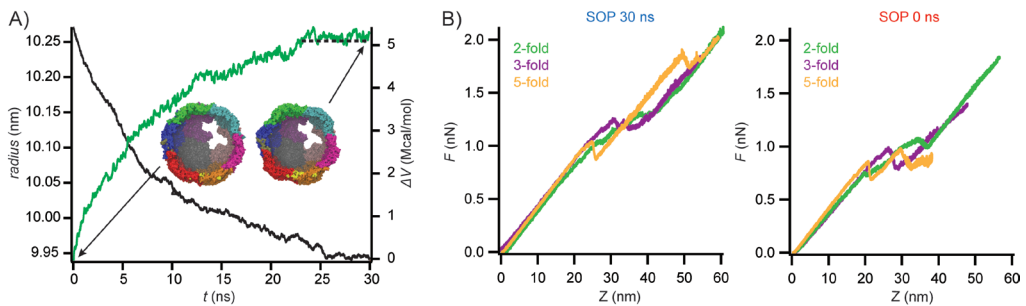 A)
10.25
10.20
10.15
10.10
10.05
10.00
9.95
radius (nm)
0
5
10
15
20
25
30
t (ns)
5
4
3
2
1
0
ΔV (Mcal/mol)
B)
SOP 30 ns
2-fold
3-fold
5-fold
2.0
1.5
1.0
0.5
0.0
F (nN)
0
10
20
30
40
50
60
Z (nm)
SOP 0 ns
2-fold
3-fold
5-fold
2.0
1.5
1.0
0.5
0.0
F (nN)
0
10
20
30
40
50
60
Z (nm)